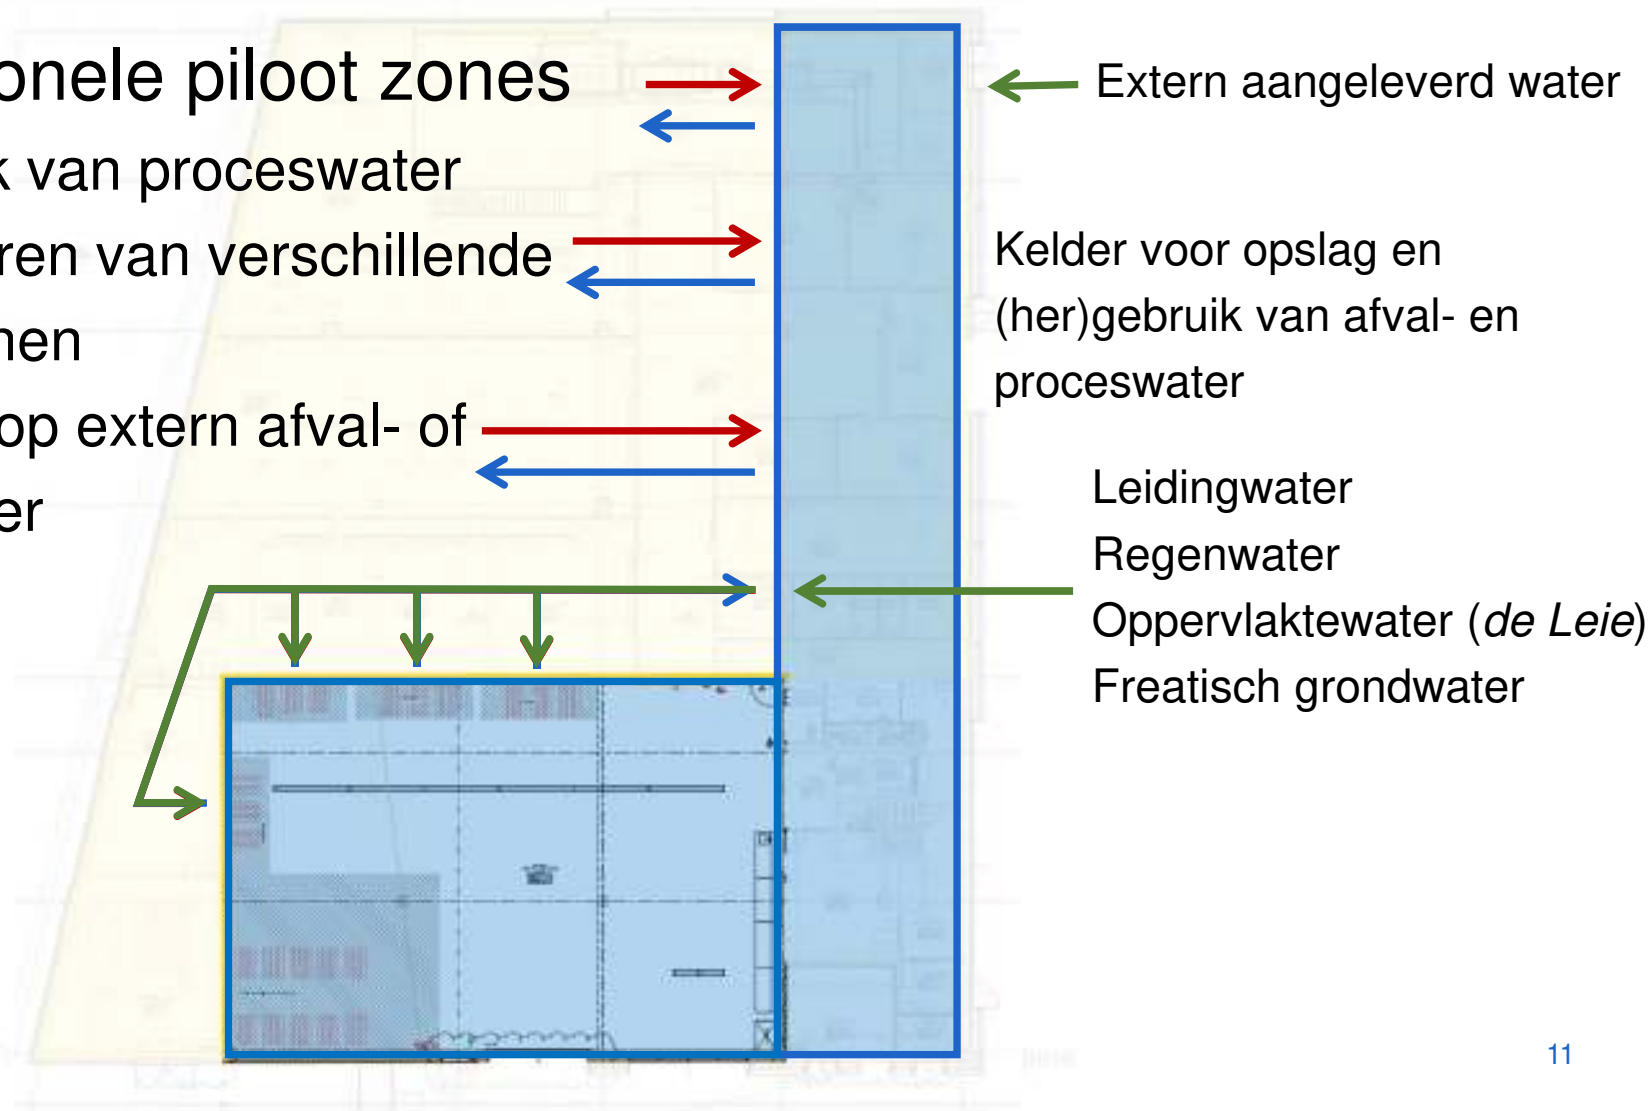 onele piloot zones
k van proceswater
ren van verschillende
nen
op extern afval- of
er
Extern aangeleverd water
Kelder voor opslag en
(her)gebruik van afval- en
proceswater
Leidingwater
Regenwater
Oppervlaktewater (de Leie)
Freatisch grondwater
11